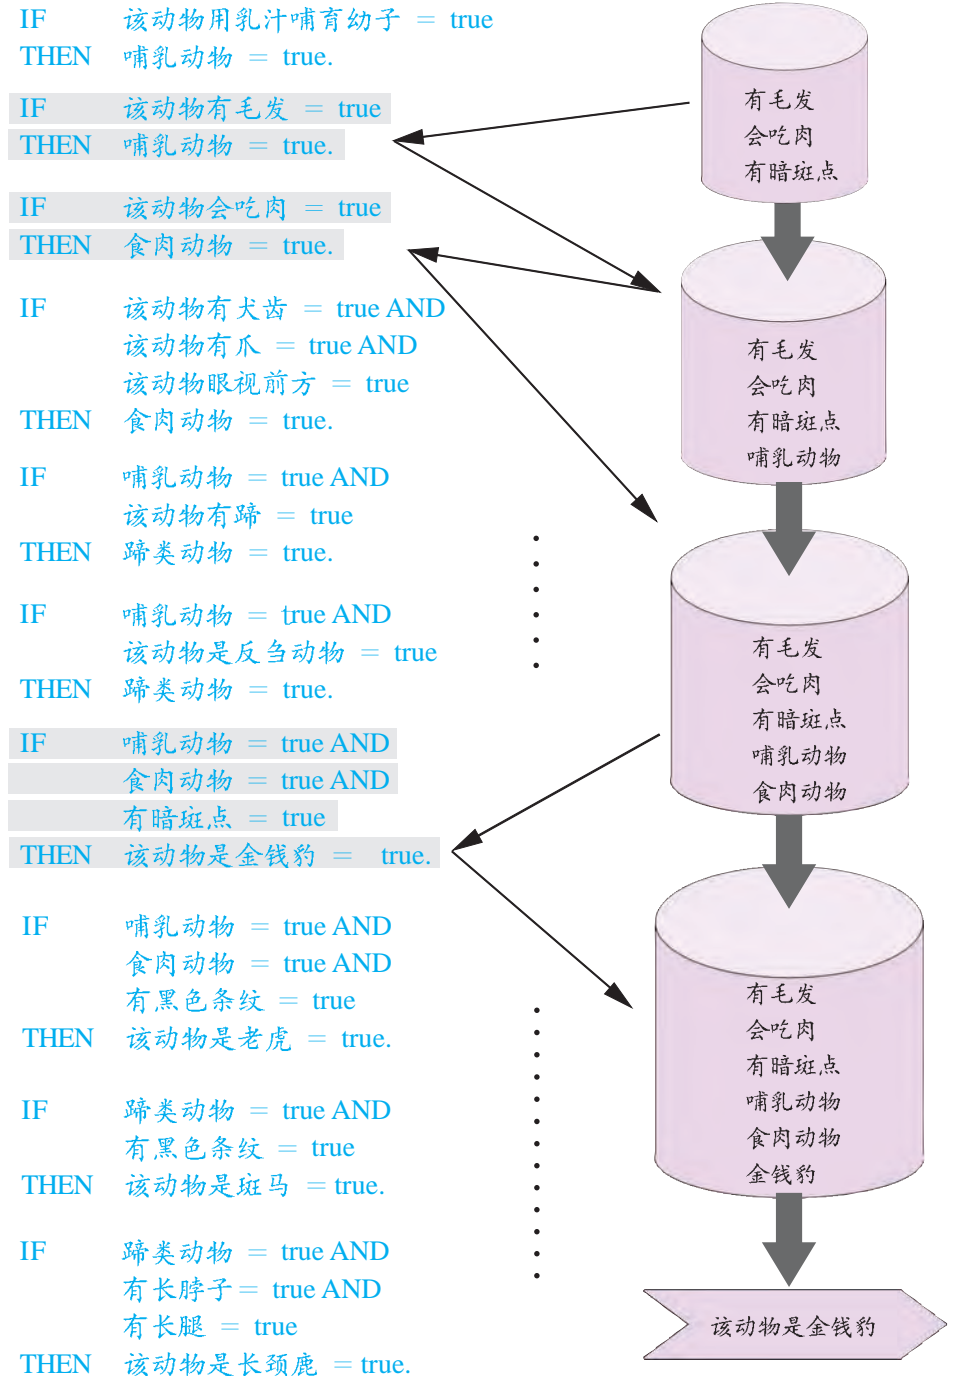 IF 该动物用乳汁哺育幼子 = true
THEN 哺乳动物 = true.
IF 该动物有毛发 = true
THEN 哺乳动物 = true.
IF 该动物会吃肉 = true
THEN 食肉动物 = true.
IF 该动物有犬齿 = true AND
该动物有爪 = true AND
该动物眼视前方 = true
THEN 食肉动物 = true.
IF 哺乳动物 = true AND
该动物有蹄 = true
THEN 蹄类动物 = true.
IF 哺乳动物 = true AND
该动物是反刍动物 = true
THEN 蹄类动物 = true.
IF 哺乳动物 = true AND
食肉动物 = true AND
有暗斑点 = true
THEN 该动物是金钱豹 = true.
IF 哺乳动物 = true AND
食肉动物 = true AND
有黑色条纹 = true
THEN 该动物是老虎 = true.
IF 蹄类动物 = true AND
有黑色条纹 = true
THEN 该动物是斑马 = true.
IF 蹄类动物 = true AND
有长脖子 = true AND
有长腿 = true
THEN 该动物是长颈鹿 = true.
有毛发
会吃肉
有暗斑点
有毛发
会吃肉
有暗斑点
哺乳动物
有毛发
会吃肉
有暗斑点
哺乳动物
食肉动物
有毛发
会吃肉
有暗斑点
哺乳动物
食肉动物
金钱豹
该动物是金钱豹